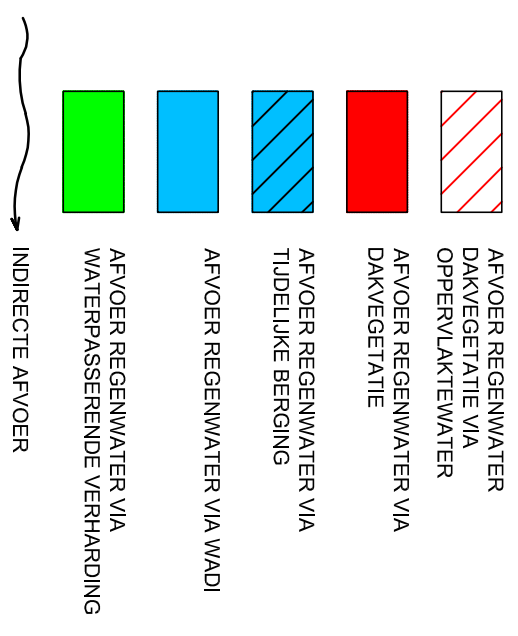 AFVOER REGENWATER
DAKVEGETATIE VIA
OPPERVLAKTEWATER
AFVOER REGENWATER VIA
DAKVEGETATIE
AFVOER REGENWATER VIA
TIJDELIJKE BERGING
AFVOER REGENWATER VIA WADI
AFVOER REGENWATER VIA
WATERPASSERENDE VERHARDING
INDIRECTE AFVOER